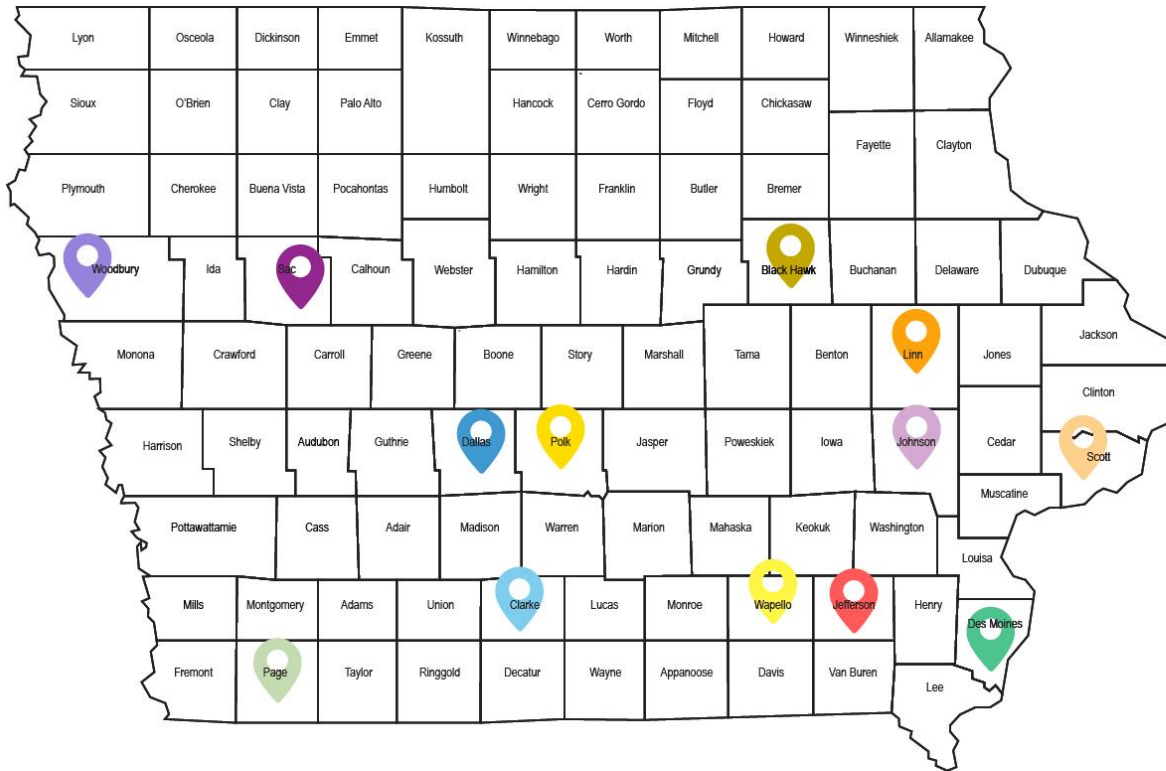 Lyon
Osceola
Dickinson
Emmet
Kossuth
Winnebago
Worth
Mitchell
Howard
Winneshiek
Allamakee
Sioux
O'Brien
Clay
Palo Alto
Hancock
Cerro Gordo
Floyd
Chickasaw
Fayette
Clayton
Plymouth
Cherokee
Buena Vista
Pocahontas
Humbolt
Wright
Franklin
Butler
Bremer
Woodbury
Ida
Sac
Calhoun
Webster
Hamilton
Hardin
Grundy
Black Hawk
Buchanan
Delaware
Dubuque
Jackson
Monona
Crawford
Carroll
Greene
Boone
Story
Marshall
Tama
Benton
Linn
Jones
Clinton
Harrison
Shelby
Audubon
Guthrie
Dallas
Polk
Jasper
Poweskiek
Iowa
Johnson
Cedar
Scott
Muscatine
Pottawattamie
Cass
Adair
Madison
Warren
Marion
Mahaska
Keokuk
Washington
Louisa
Mills
Montgomery
Adams
Union
Clarke
Lucas
Monroe
Wapello
Jefferson
Henry
Des Moines
Fremont
Page
Taylor
Ringgold
Decatur
Wayne
Appanoose
Davis
Van Buren
Lee